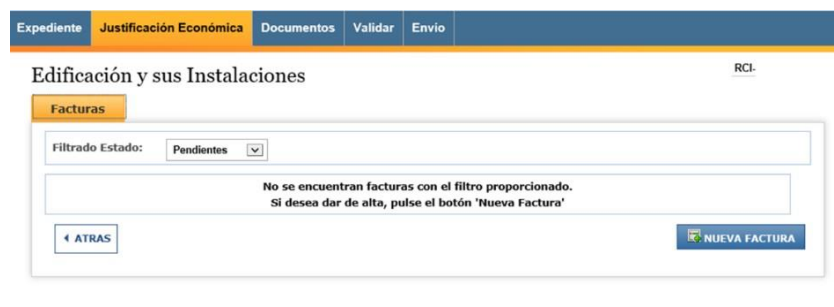 Expediente Justificación Económica Documentos Validar Envio
Edificación y sus Instalaciones
RCI-
Facturas
Filtrado Estado: Pendientes
No se encuentran facturas con el filtro proporcionado.
Si desea dar de alta, pulse el botón 'Nueva Factura'
ATRAS
NUEVA FACTURA